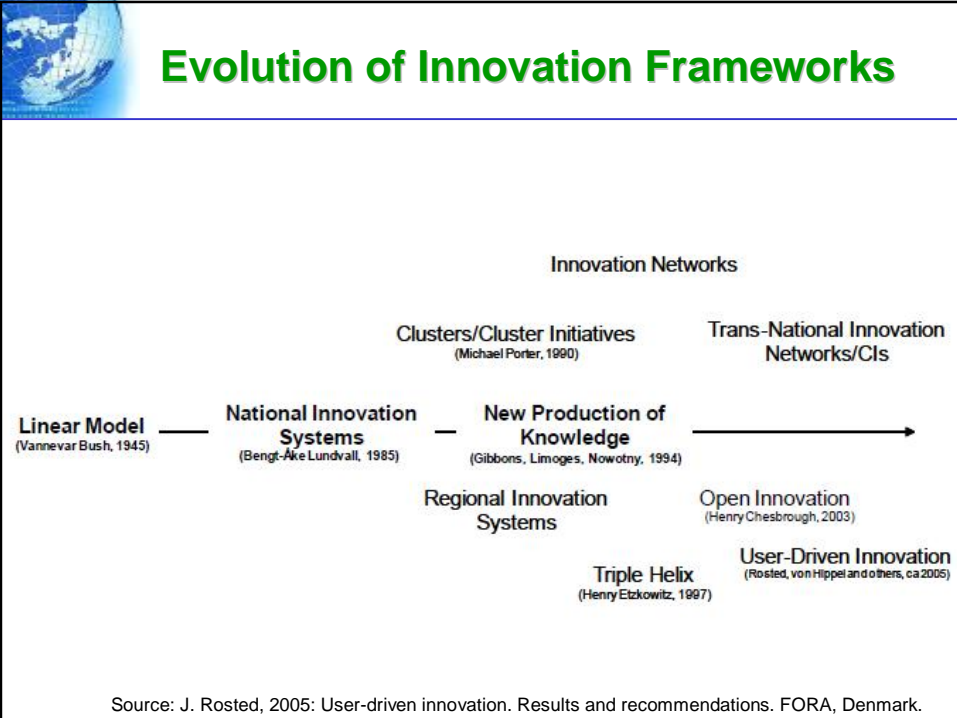 Evolution of Innovation Frameworks
Innovation Networks
Clusters/Cluster Initiatives
(Michael Porter, 1990)
Trans-National Innovation
Networks/CIs
Linear Model
(Vannevar Bush, 1945)
National Innovation
Systems
(Bengt-Åke Lundvall, 1985)
New Production of
Knowledge
(Gibbons, Limoges, Nowotny, 1994)
Regional Innovation
Systems
Open Innovation
(Henry Chesbrough, 2003)
Triple Helix
(Henry Etzkowitz, 1997)
User-Driven Innovation
(Rosted, von Hippel and others, ca 2005)
Source: J. Rosted, 2005: User-driven innovation. Results and recommendations. FORA, Denmark.